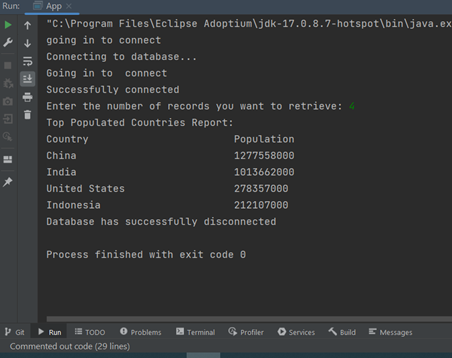 Run: App
"C:\Program Files\Eclipse Adoptium\jdk-17.0.8.7-hotspot\bin\java.ex
going in to connect
Connecting to database...
Going in to  connect
Successfully connected
Enter the number of records you want to retrieve: 4
Top Populated Countries Report:
Country Population
China 1277558000
India 1013662000
United States 278357000
Indonesia 212107000
Database has successfully disconnected
Process finished with exit code 0
Git Run TODO Problems Terminal Profiler Services Build Messages
Commented out code (29 lines)